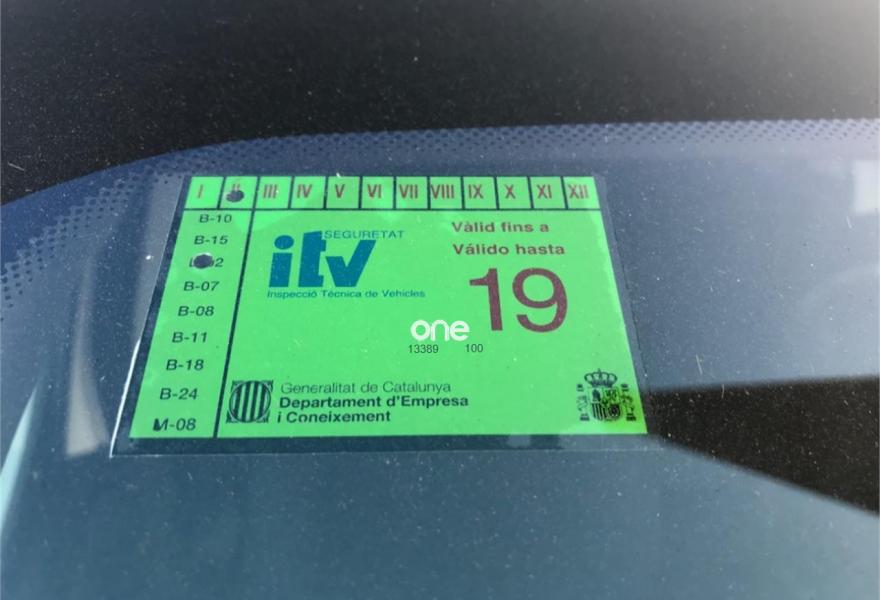 I II III IV V VI VII VIII IX X XI XII
B-10
B-15
B-07
B-08
B-11
B-18
B-24
M-08
SEGURETAT
itv
Inspecció Tècnica de Vehicles
Vàlid fins a
Válido hasta
19
one
13389 100
Generalitat de Catalunya
Departament d'Empresa
i Coneixement